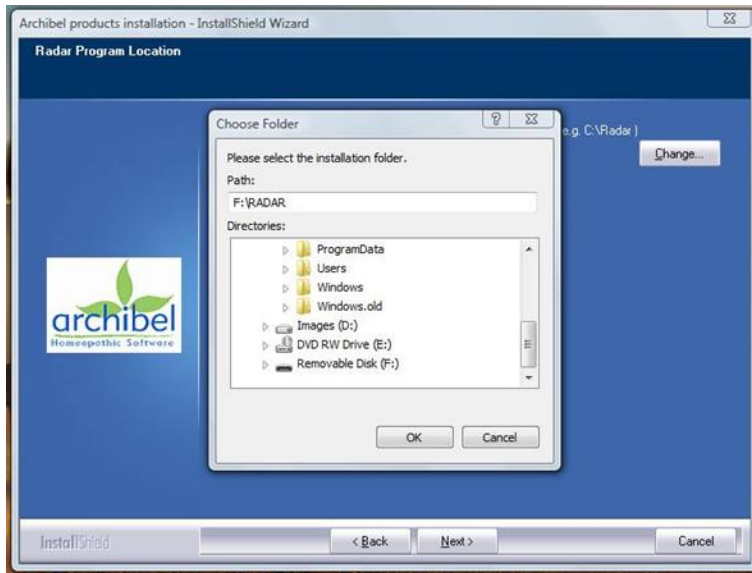 Archibel products installation - InstallShield Wizard
Radar Program Location
Choose Folder
e.g. C:\Radar )
Please select the installation folder.
Change...
Path:
F:\RADAR
Directories:
ProgramData
Users
Windows
Windows.old
Images (D:)
DVD RW Drive (E:)
Removable Disk (F:)
archibel
Homeopathic Software
OK Cancel
InstallShield
< Back Next > Cancel